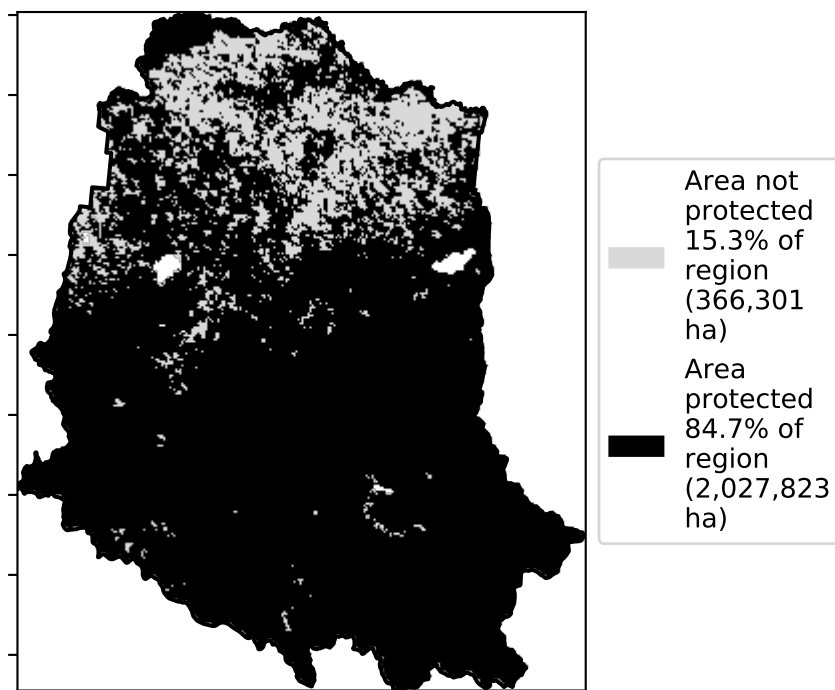 Area not
protected
15.3% of
region
(366,301
ha)
Area
protected
84.7% of
region
(2,027,823
ha)